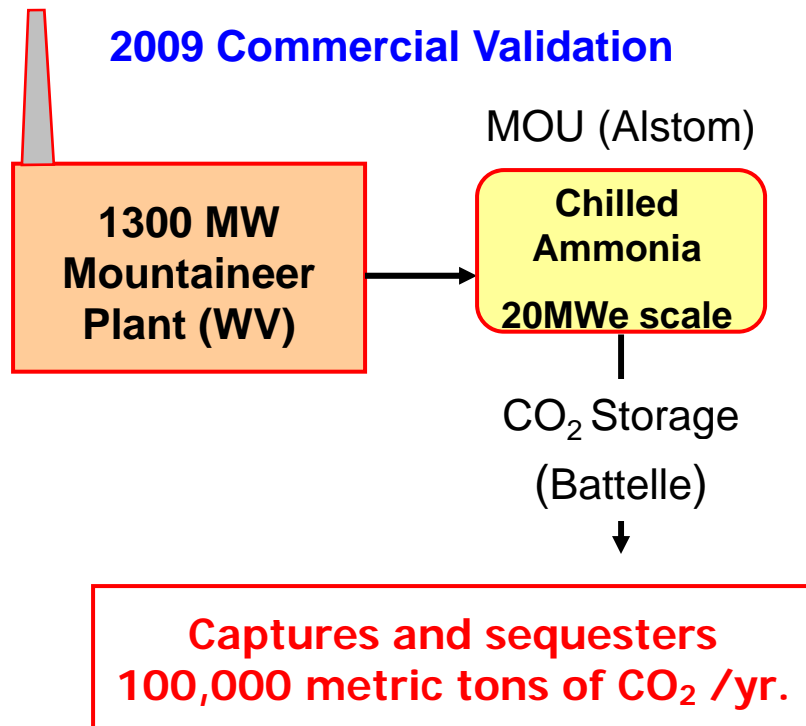 2009 Commercial Validation
MOU (Alstom)
1300 MW
Mountaineer
Plant (WV)
Chilled
Ammonia
20MWe scale
CO₂ Storage
(Battelle)
Captures and sequesters
100,000 metric tons of CO₂ /yr.